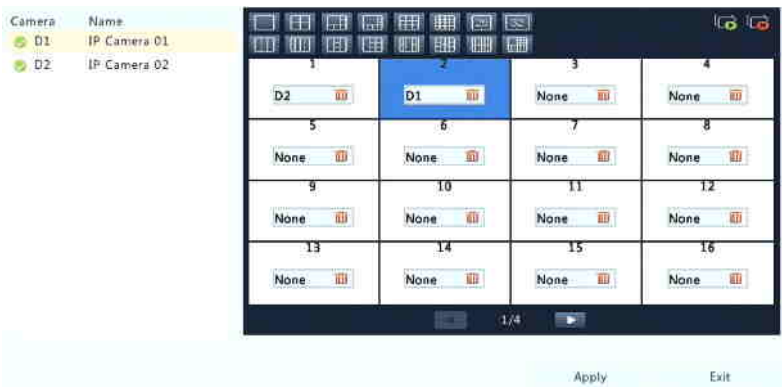 Camera Name
D1 IP Camera 01
D2 IP Camera 02
25 32
1 2 3 4
D2 D1 None None
5 6 7 8
None None None None
9 10 11 12
None None None None
13 14 15 16
None None None None
1/4
Apply Exit